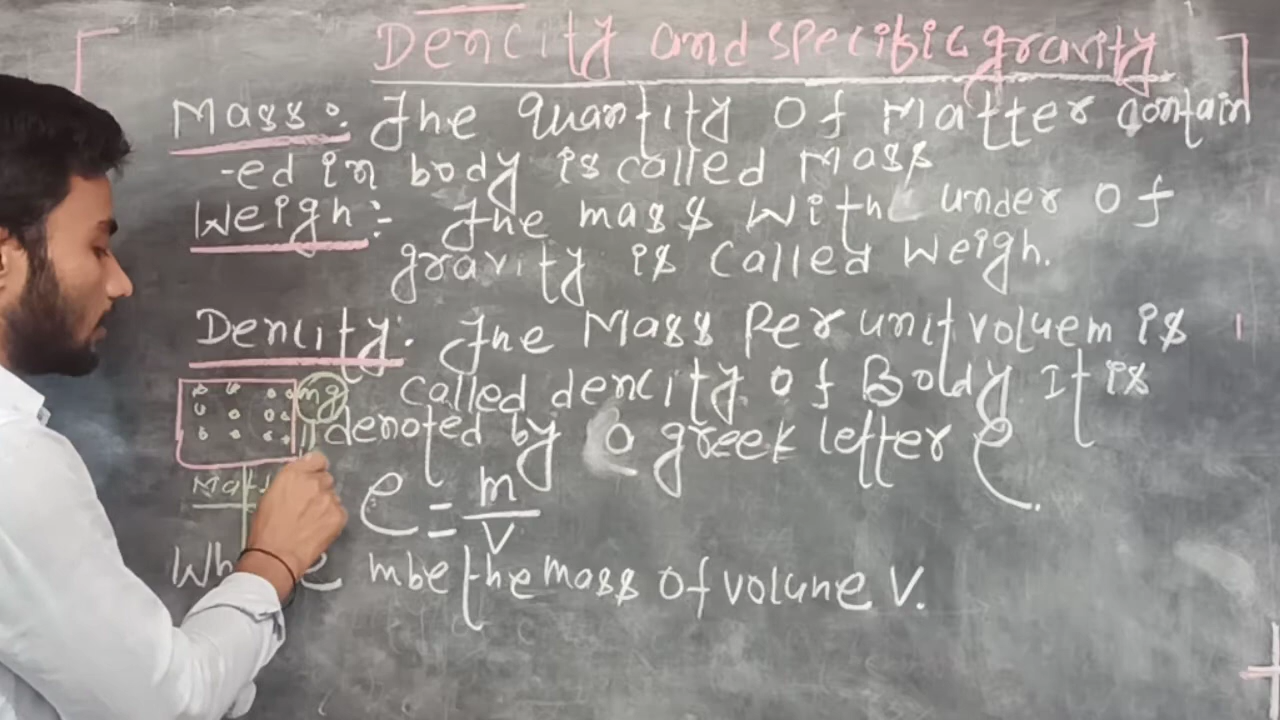 Dencity and specific gravity
Mass:- The quantity of Matter contain
-ed in body is called Mass
Weigh:- The mass with under of
gravity is called weigh.
Dencity:- The Mass Per unit voluem is
called dencity of Boldy It is
mg
denoted by a greek letter ρ
ρ = m/V
m be the mass of volume V.